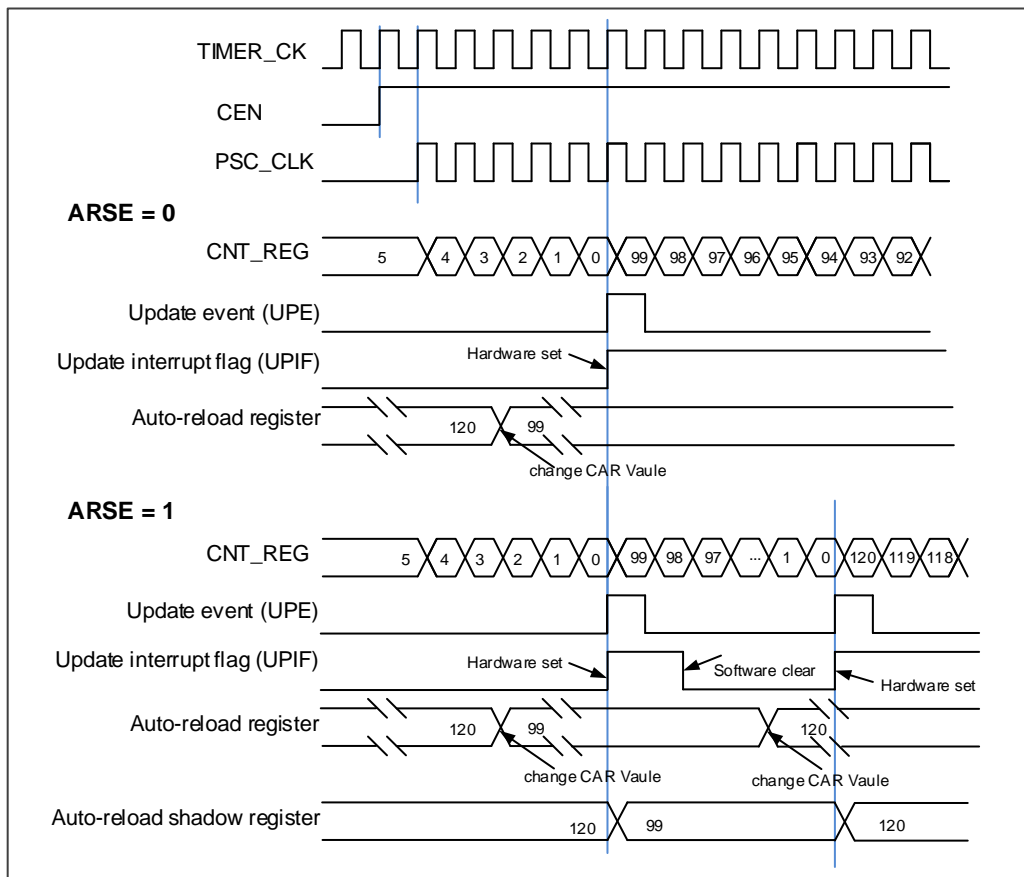 TIMER_CK
CEN
PSC_CLK
ARSE = 0
CNT_REG 5 4 3 2 1 0 99 98 97 96 95 94 93 92
Update event (UPE)
Update interrupt flag (UPIF) Hardware set
Auto-reload register 120 99
change CAR Vaule
ARSE = 1
CNT_REG 5 4 3 2 1 0 99 98 97 ... 1 0 120 119 118
Update event (UPE)
Update interrupt flag (UPIF) Hardware set Software clear Hardware set
Auto-reload register 120 99 120
change CAR Vaule change CAR Vaule
Auto-reload shadow register 120 99 120